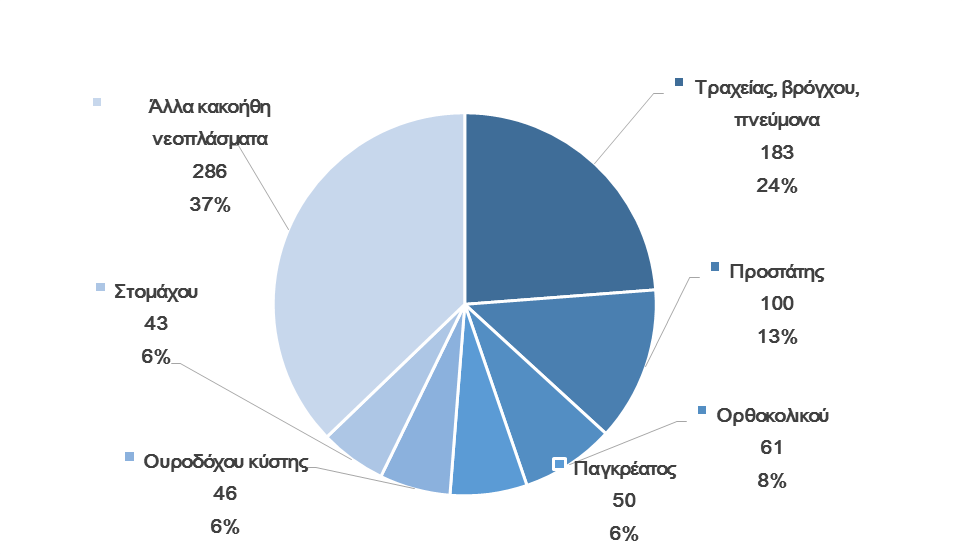 Τραχείας, βρόγχου,
πνεύμονα
183
24%
Προστάτης
100
13%
Ορθοκολικού
61
8%
Παγκρέατος
50
6%
Ουροδόχου κύστης
46
6%
Στομάχου
43
6%
Άλλα κακοήθη
νεοπλάσματα
286
37%